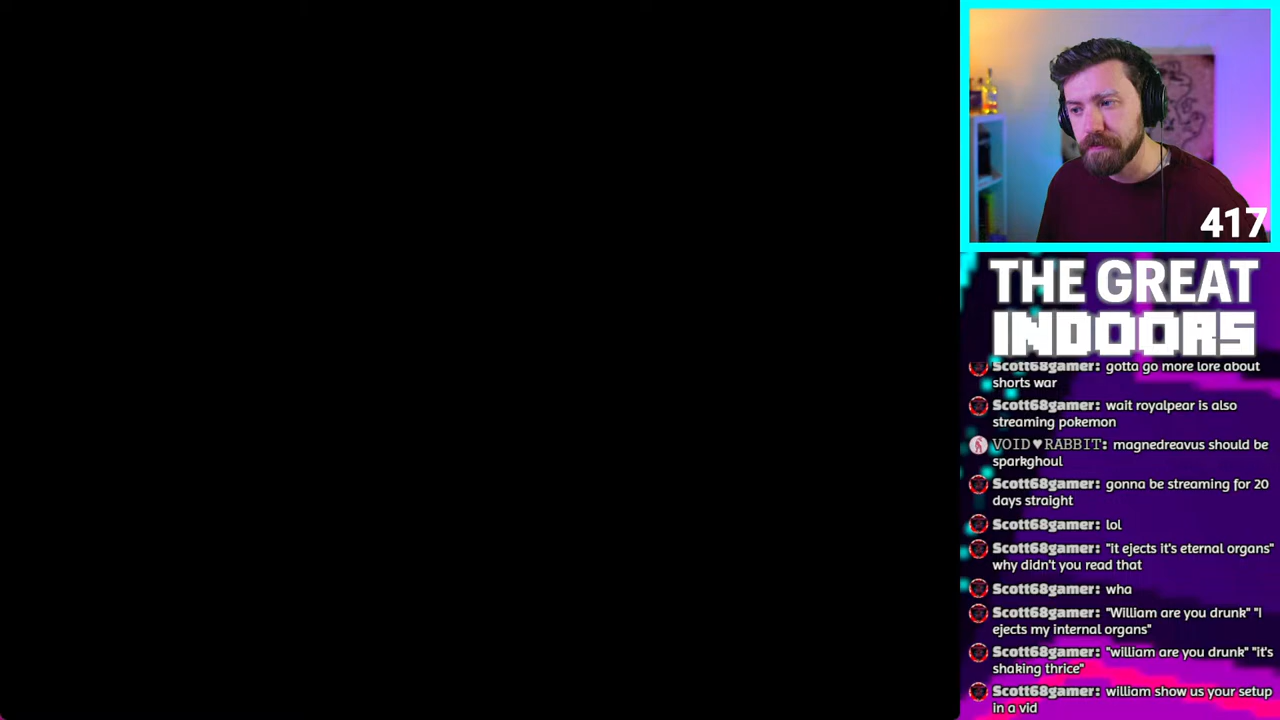 417
THE GREAT
INDOORS
Scott68gamer: gotta go more lore about
shorts war
Scott68gamer: wait royalpear is also
streaming pokemon
VOID♥RABBIT: magnedreavus should be
sparkghoul
Scott68gamer: gonna be streaming for 20
days straight
Scott68gamer: lol
Scott68gamer: "it ejects it's eternal organs"
why didn't you read that
Scott68gamer: wha
Scott68gamer: "William are you drunk" "I
ejects my internal organs"
Scott68gamer: "william are you drunk" "it's
shaking thrice"
Scott68gamer: william show us your setup
in a vid